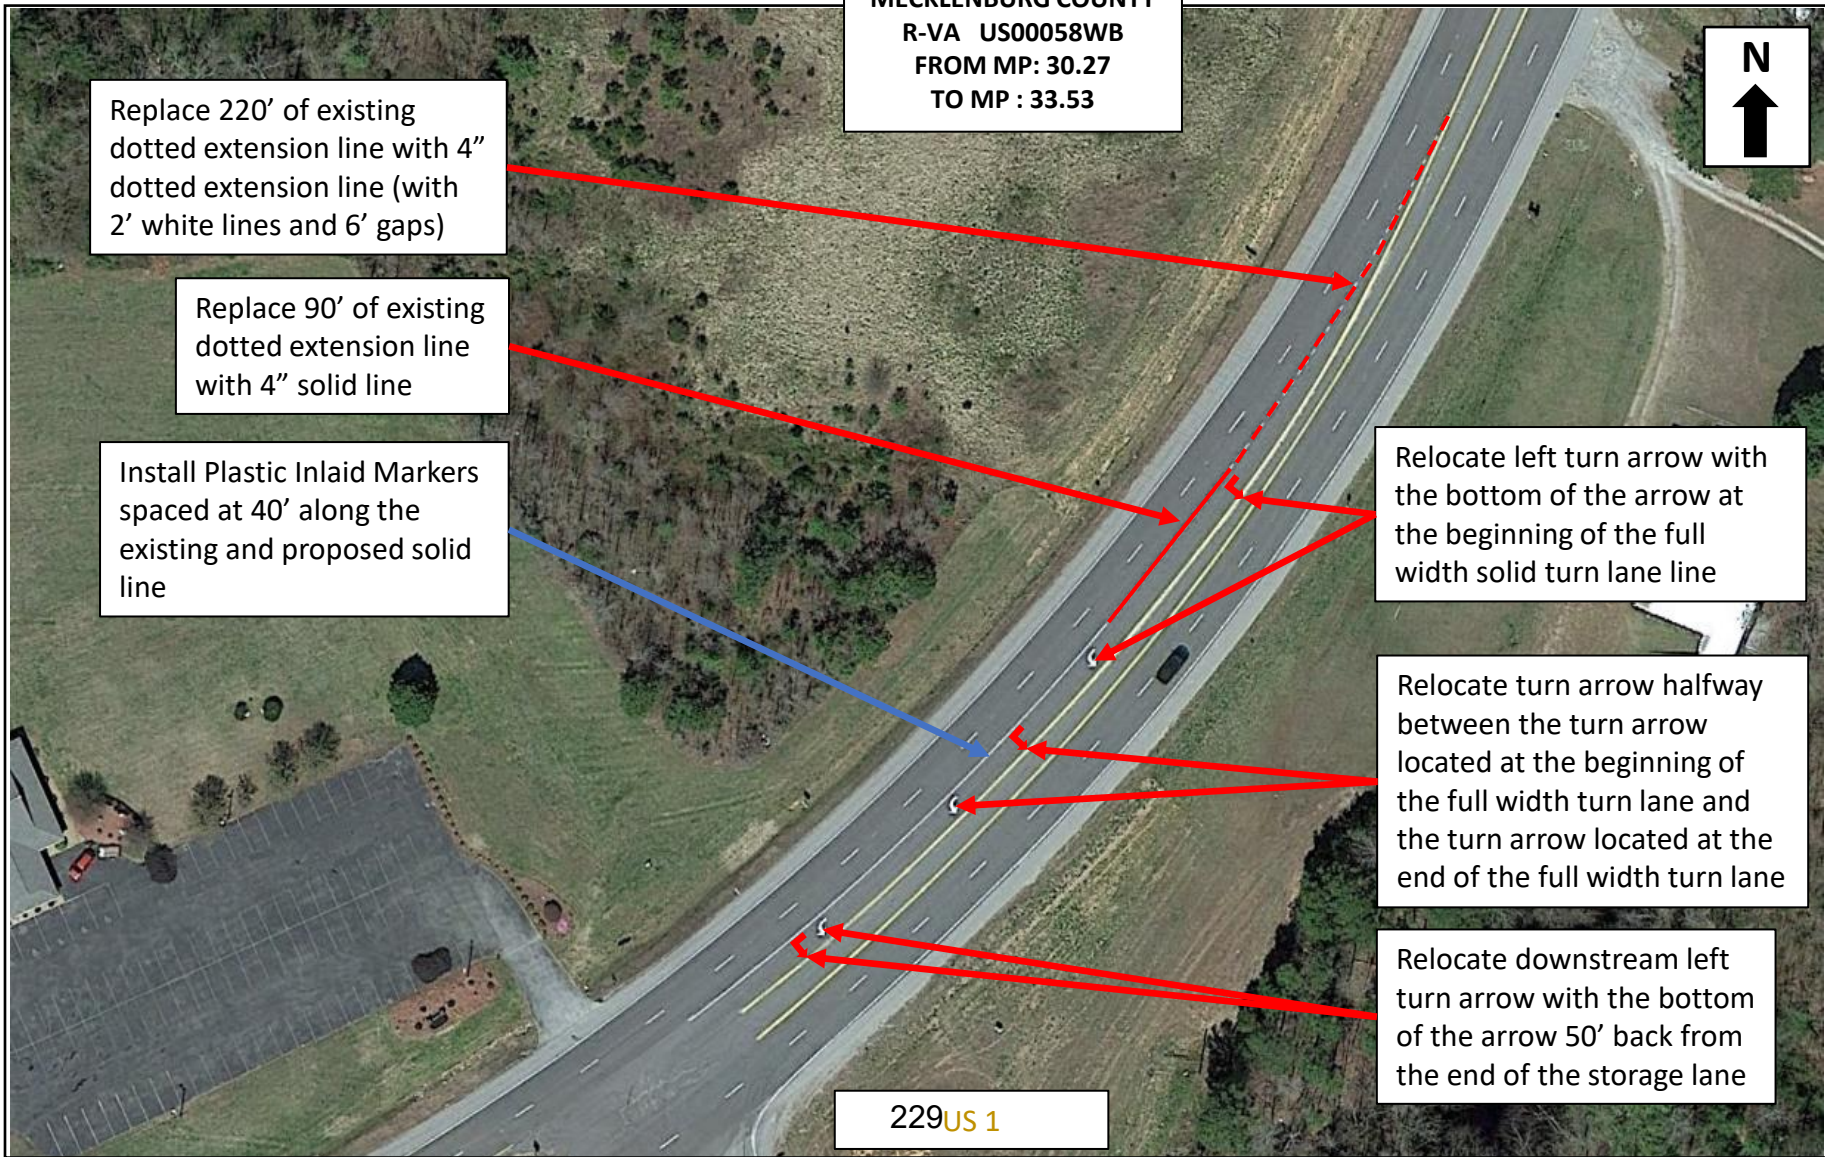 MECKLENBURG COUNTY
R-VA US00058WB
FROM MP: 30.27
TO MP : 33.53
N
Replace 220’ of existing
dotted extension line with 4”
dotted extension line (with
2’ white lines and 6’ gaps)
Replace 90’ of existing
dotted extension line
with 4” solid line
Install Plastic Inlaid Markers
spaced at 40’ along the
existing and proposed solid
line
Relocate left turn arrow with
the bottom of the arrow at
the beginning of the full
width solid turn lane line
Relocate turn arrow halfway
between the turn arrow
located at the beginning of
the full width turn lane and
the turn arrow located at the
end of the full width turn lane
Relocate downstream left
turn arrow with the bottom
of the arrow 50’ back from
the end of the storage lane
229US 1